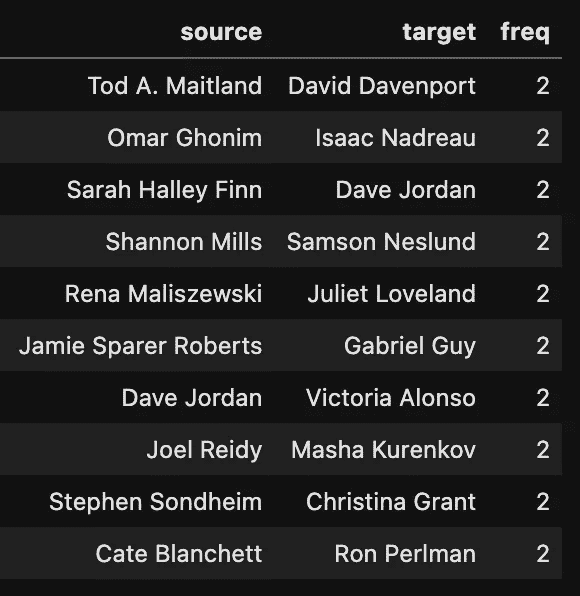 source target freq
Tod A. Maitland David Davenport 2
Omar Ghonim Isaac Nadreau 2
Sarah Halley Finn Dave Jordan 2
Shannon Mills Samson Neslund 2
Rena Maliszewski Juliet Loveland 2
Jamie Sparer Roberts Gabriel Guy 2
Dave Jordan Victoria Alonso 2
Joel Reidy Masha Kurenkov 2
Stephen Sondheim Christina Grant 2
Cate Blanchett Ron Perlman 2